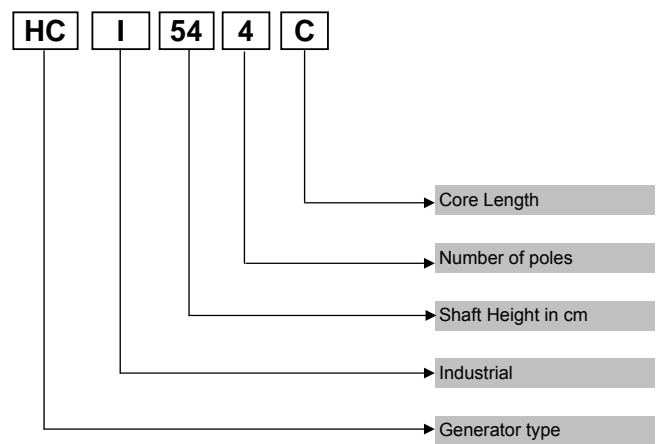 HC I 54 4 C
Core Length
Number of poles
Shaft Height in cm
Industrial
Generator type